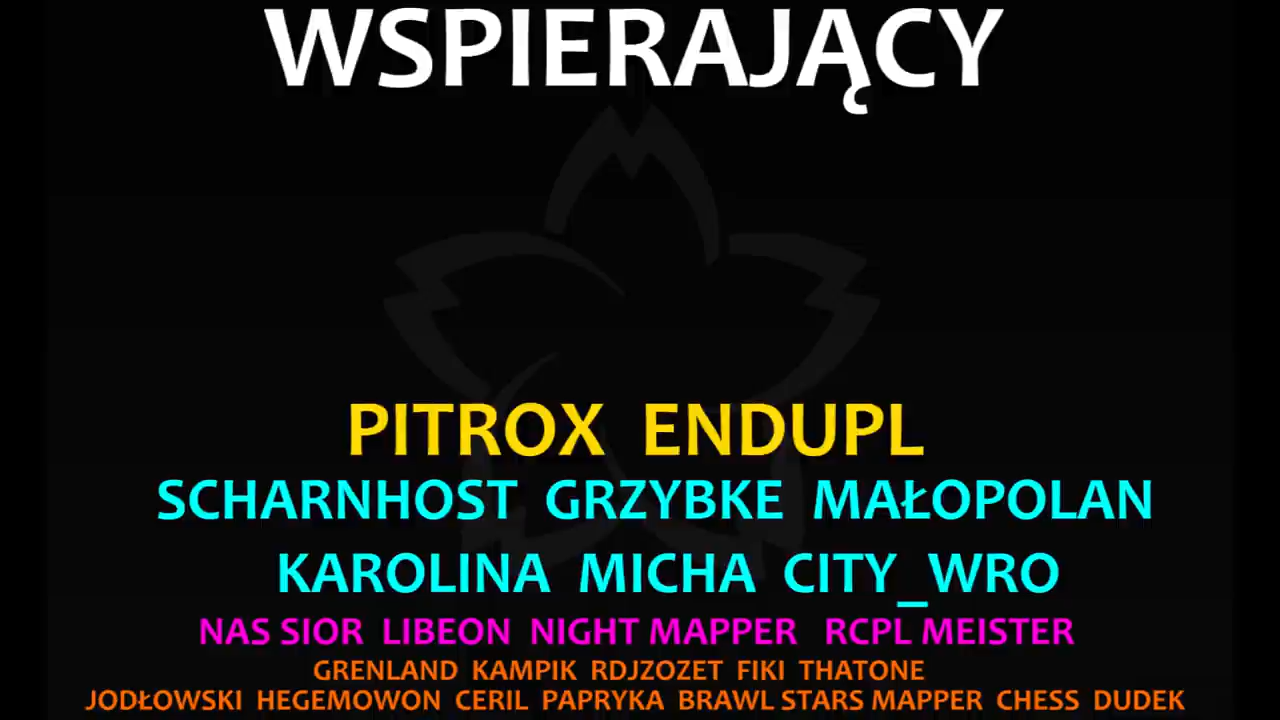 WSPIERAJĄCY
PITROX ENDUPL
SCHARNHOST GRZYBKE MAŁOPOLAN
KAROLINA MICHA CITY_WRO
NAS SIOR LIBEON NIGHT MAPPER RCPL MEISTER
GRENLAND KAMPIK RDJZOZET FIKI THATONE
JODŁOWSKI HEGEMOWON CERIL PAPRYKA BRAWL STARS MAPPER CHESS DUDEK